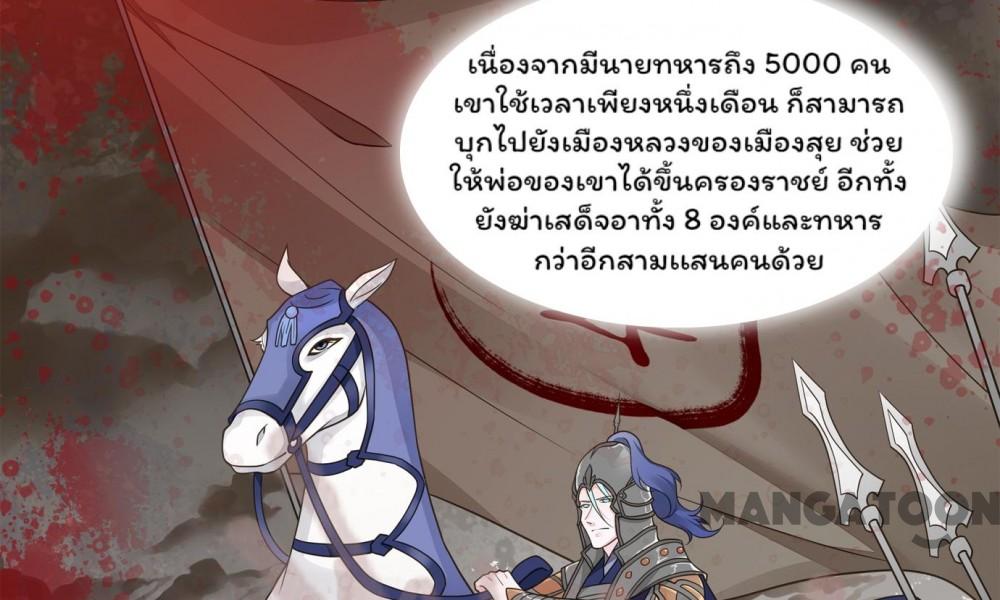 เนื่องจากมีนายทหารถึง 5000 คน
เขาใช้เวลาเพียงหนึ่งเดือน ก็สามารถ
บุกไปยังเมืองหลวงของเมืองสุย ช่วย
ให้พ่อของเขาได้ขึ้นครองราชย์ อีกทั้ง
ยังฆ่าเสด็จอาทั้ง 8 องค์และทหาร
กว่าอีกสามแสนคนด้วย
MANGATOON